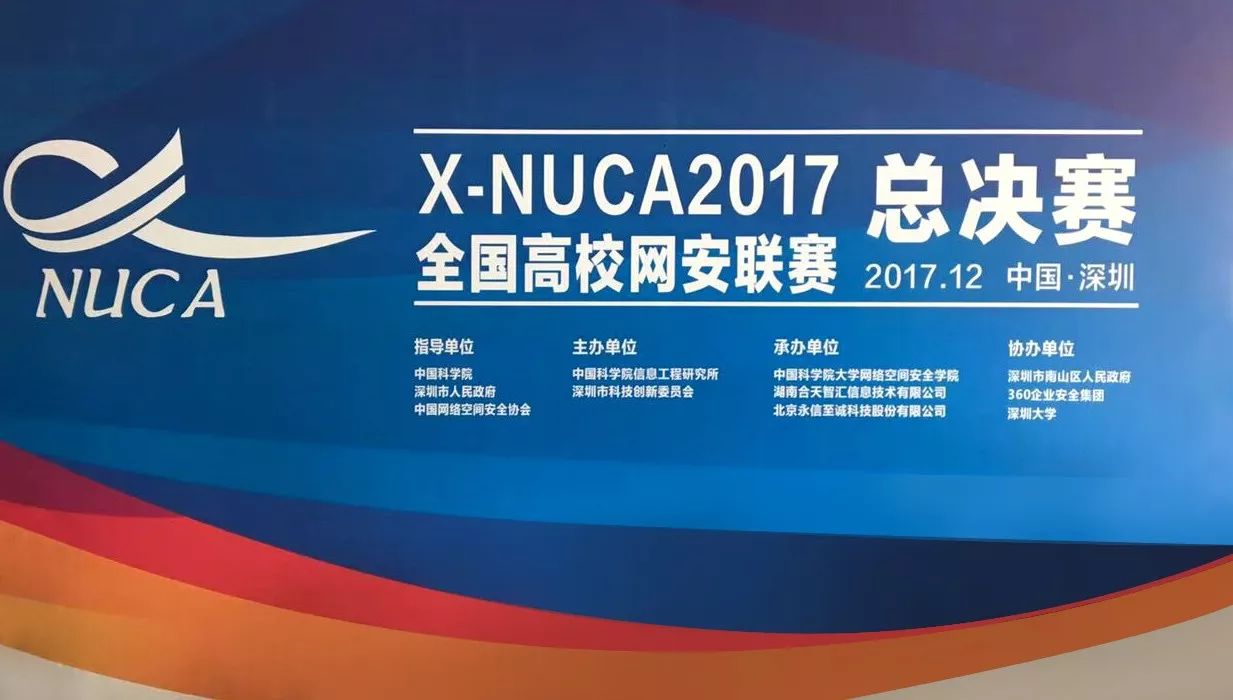 NUCA
X-NUCA2017
全国高校网安联赛
总决赛
2017.12 中国·深圳
指导单位
中国科学院
深圳市人民政府
中国网络空间安全协会
主办单位
中国科学院信息工程研究所
深圳市科技创新委员会
承办单位
中国科学院大学网络空间安全学院
湖南合天智汇信息技术有限公司
北京永信至诚科技股份有限公司
协办单位
深圳市南山区人民政府
360企业安全集团
深圳大学